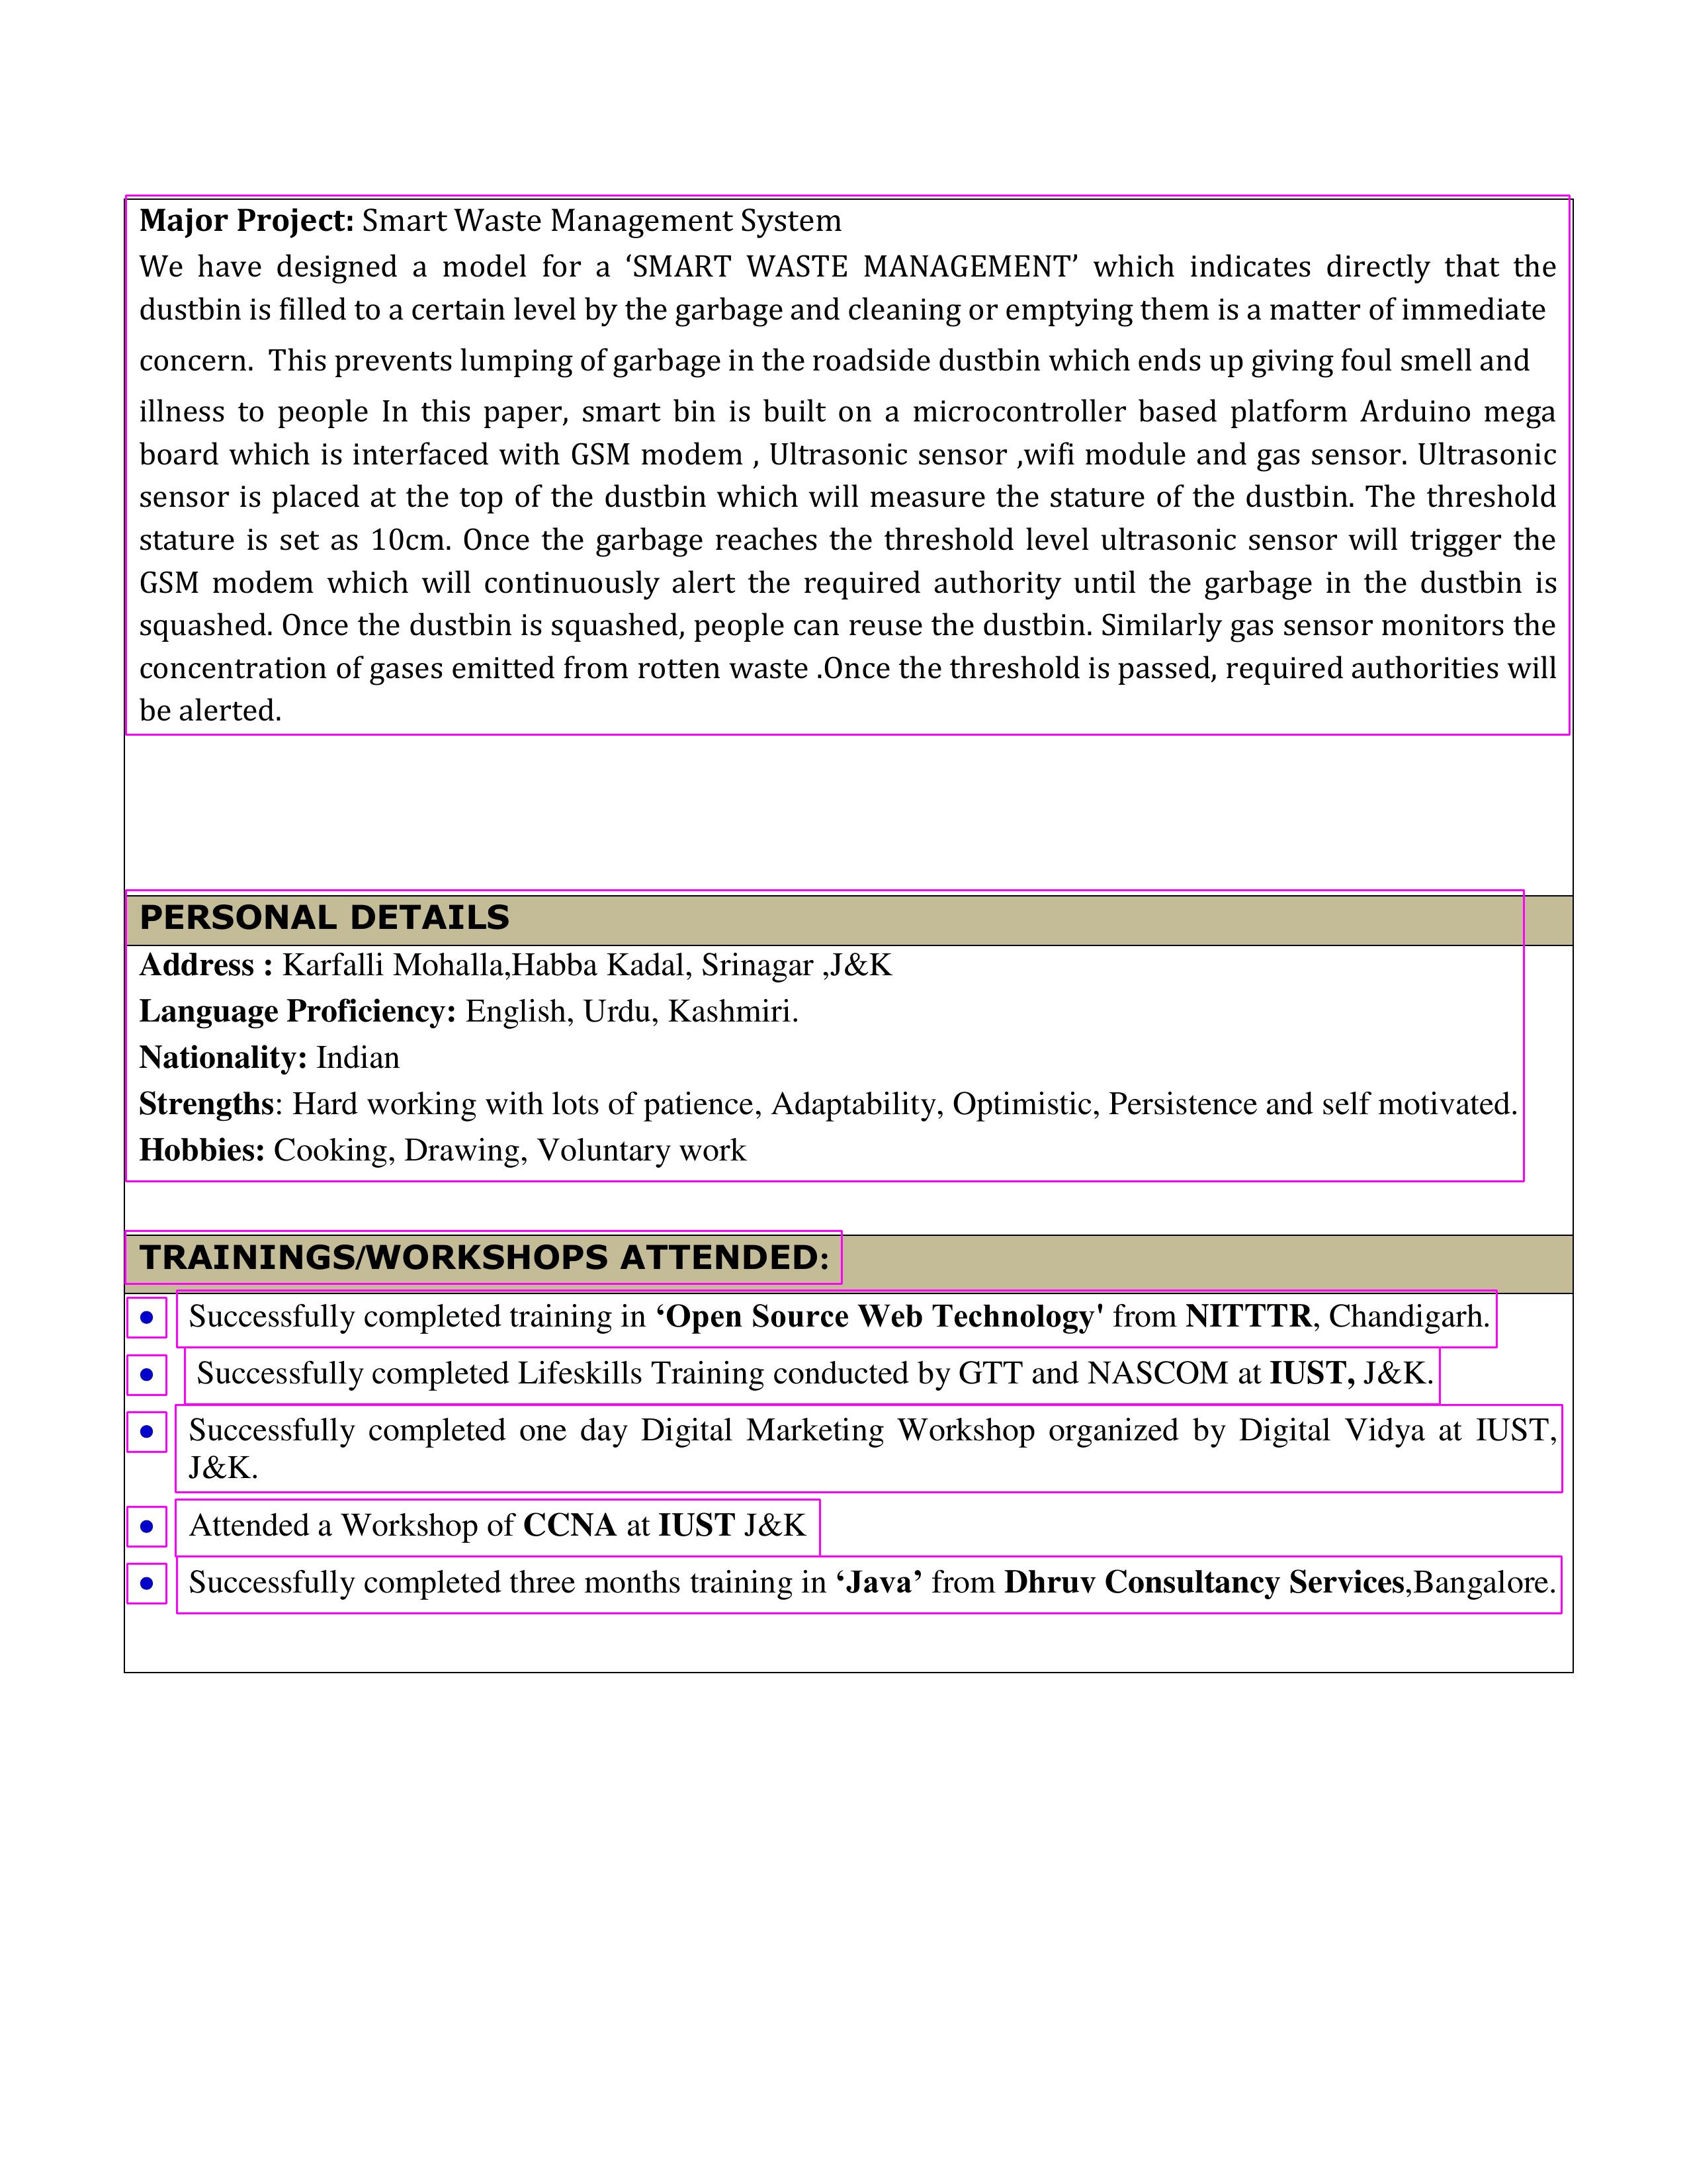 Major Project: Smart Waste Management System
We have designed a model for a ‘SMART WASTE MANAGEMENT’ which indicates directly that the
dustbin is filled to a certain level by the garbage and cleaning or emptying them is a matter of immediate
concern.  This prevents lumping of garbage in the roadside dustbin which ends up giving foul smell and
illness to people In this paper, smart bin is built on a microcontroller based platform Arduino mega
board which is interfaced with GSM modem , Ultrasonic sensor ,wifi module and gas sensor. Ultrasonic
sensor is placed at the top of the dustbin which will measure the stature of the dustbin. The threshold
stature is set as 10cm. Once the garbage reaches the threshold level ultrasonic sensor will trigger the
GSM modem which will continuously alert the required authority until the garbage in the dustbin is
squashed. Once the dustbin is squashed, people can reuse the dustbin. Similarly gas sensor monitors the
concentration of gases emitted from rotten waste .Once the threshold is passed, required authorities will
be alerted.
PERSONAL DETAILS
Address : Karfalli Mohalla,Habba Kadal, Srinagar ,J&K
Language Proficiency: English, Urdu, Kashmiri.
Nationality: Indian
Strengths: Hard working with lots of patience, Adaptability, Optimistic, Persistence and self motivated.
Hobbies: Cooking, Drawing, Voluntary work
TRAININGS/WORKSHOPS ATTENDED:
● Successfully completed training in ‘Open Source Web Technology' from NITTTR, Chandigarh.
● Successfully completed Lifeskills Training conducted by GTT and NASCOM at IUST, J&K.
● Successfully completed one day Digital Marketing Workshop organized by Digital Vidya at IUST,
J&K.
● Attended a Workshop of CCNA at IUST J&K
● Successfully completed three months training in ‘Java’ from Dhruv Consultancy Services,Bangalore.